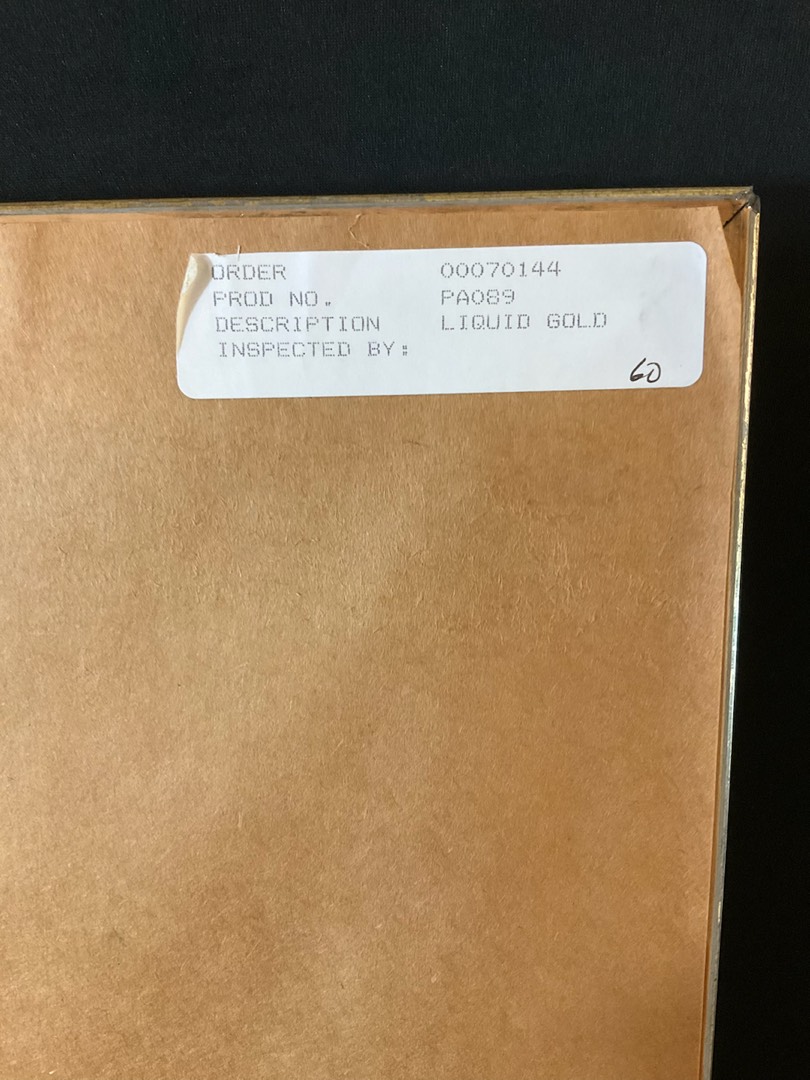 ORDER 00070144
PROD NO. PA089
DESCRIPTION LIQUID GOLD
INSPECTED BY:
60